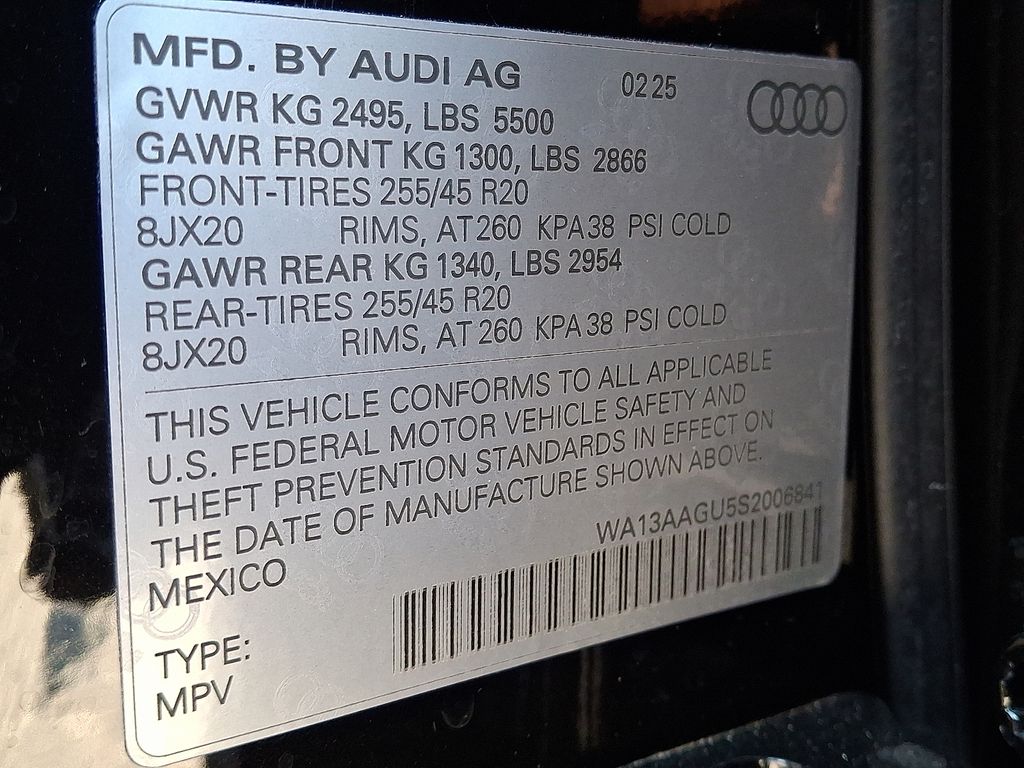 MFD. BY AUDI AG 02 25
GVWR KG 2495, LBS 5500
GAWR FRONT KG 1300, LBS 2866
FRONT-TIRES 255/45 R20
8JX20 RIMS, AT 260 KPA 38 PSI COLD
GAWR REAR KG 1340, LBS 2954
REAR-TIRES 255/45 R20
8JX20 RIMS, AT 260 KPA 38 PSI COLD
THIS VEHICLE CONFORMS TO ALL APPLICABLE
U.S. FEDERAL MOTOR VEHICLE SAFETY AND
THEFT PREVENTION STANDARDS IN EFFECT ON
THE DATE OF MANUFACTURE SHOWN ABOVE.
WA13AAGU5S2006841
MEXICO
TYPE:
MPV